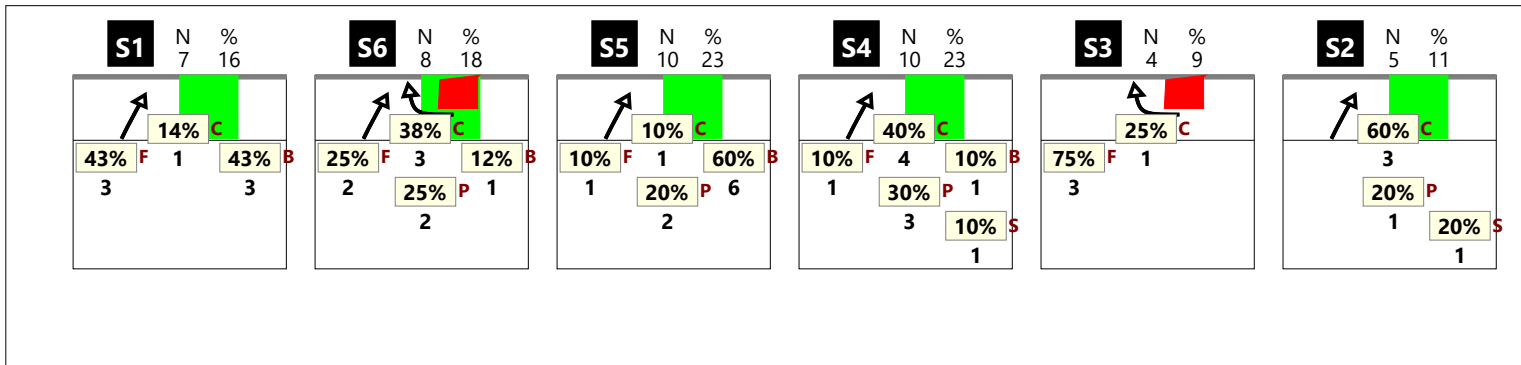 S1 N % 7 16
14% C 1
43% F 3
43% B 3
S6 N % 8 18
38% C 3
25% F 2
12% B 1
25% P 2
S5 N % 10 23
10% C 1
10% F 1
60% B 6
20% P 2
S4 N % 10 23
40% C 4
10% F 1
10% B 1
30% P 3
10% S 1
S3 N % 4 9
25% C 1
75% F 3
S2 N % 5 11
60% C 3
20% P 1
20% S 1